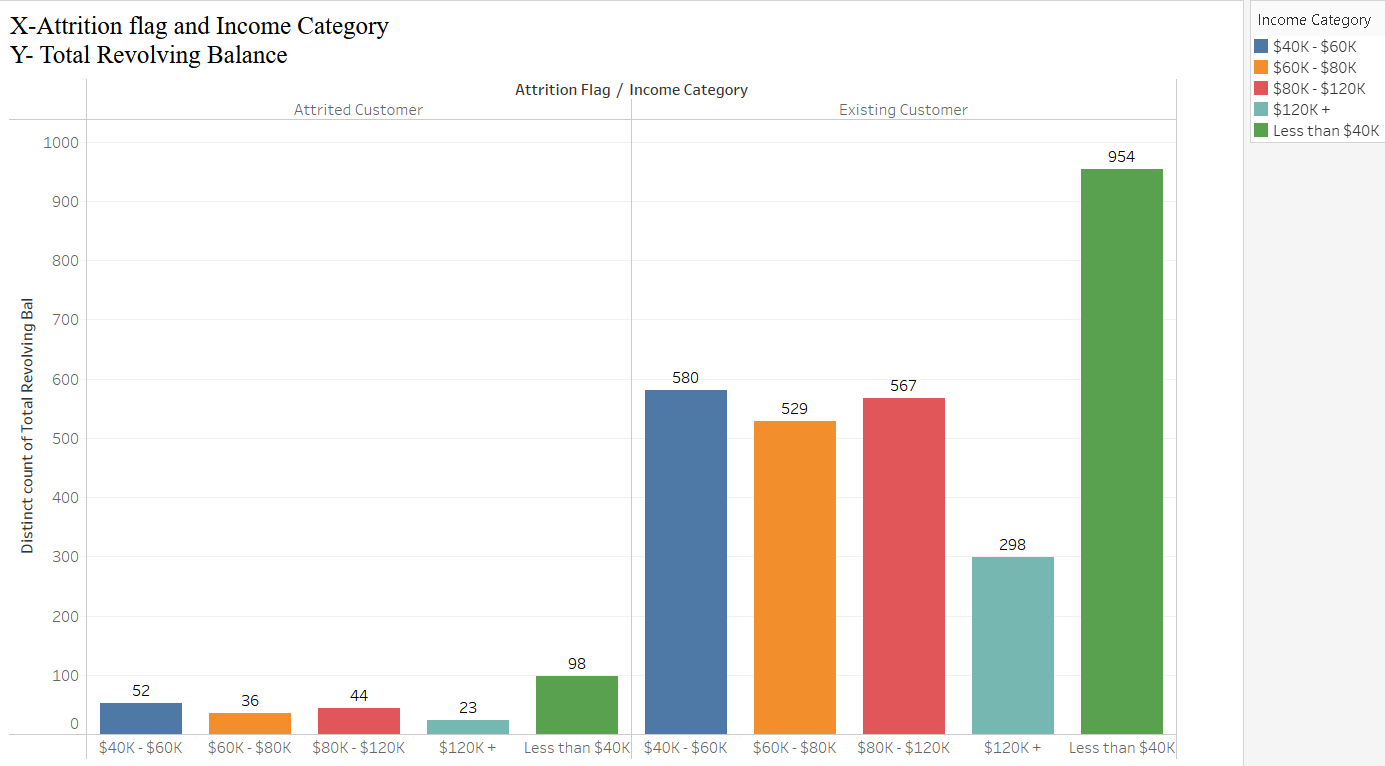 X-Attrition flag and Income Category
Y- Total Revolving Balance
Attrition Flag / Income Category
Attrited Customer
Existing Customer
Distinct count of Total Revolving Bal
1000
900
800
700
600
500
400
300
200
100
0
52
36
44
23
98
580
529
567
298
954
$40K - $60K
$60K - $80K
$80K - $120K
$120K +
Less than $40K
$40K - $60K
$60K - $80K
$80K - $120K
$120K +
Less than $40K
Income Category
$40K - $60K
$60K - $80K
$80K - $120K
$120K +
Less than $40K